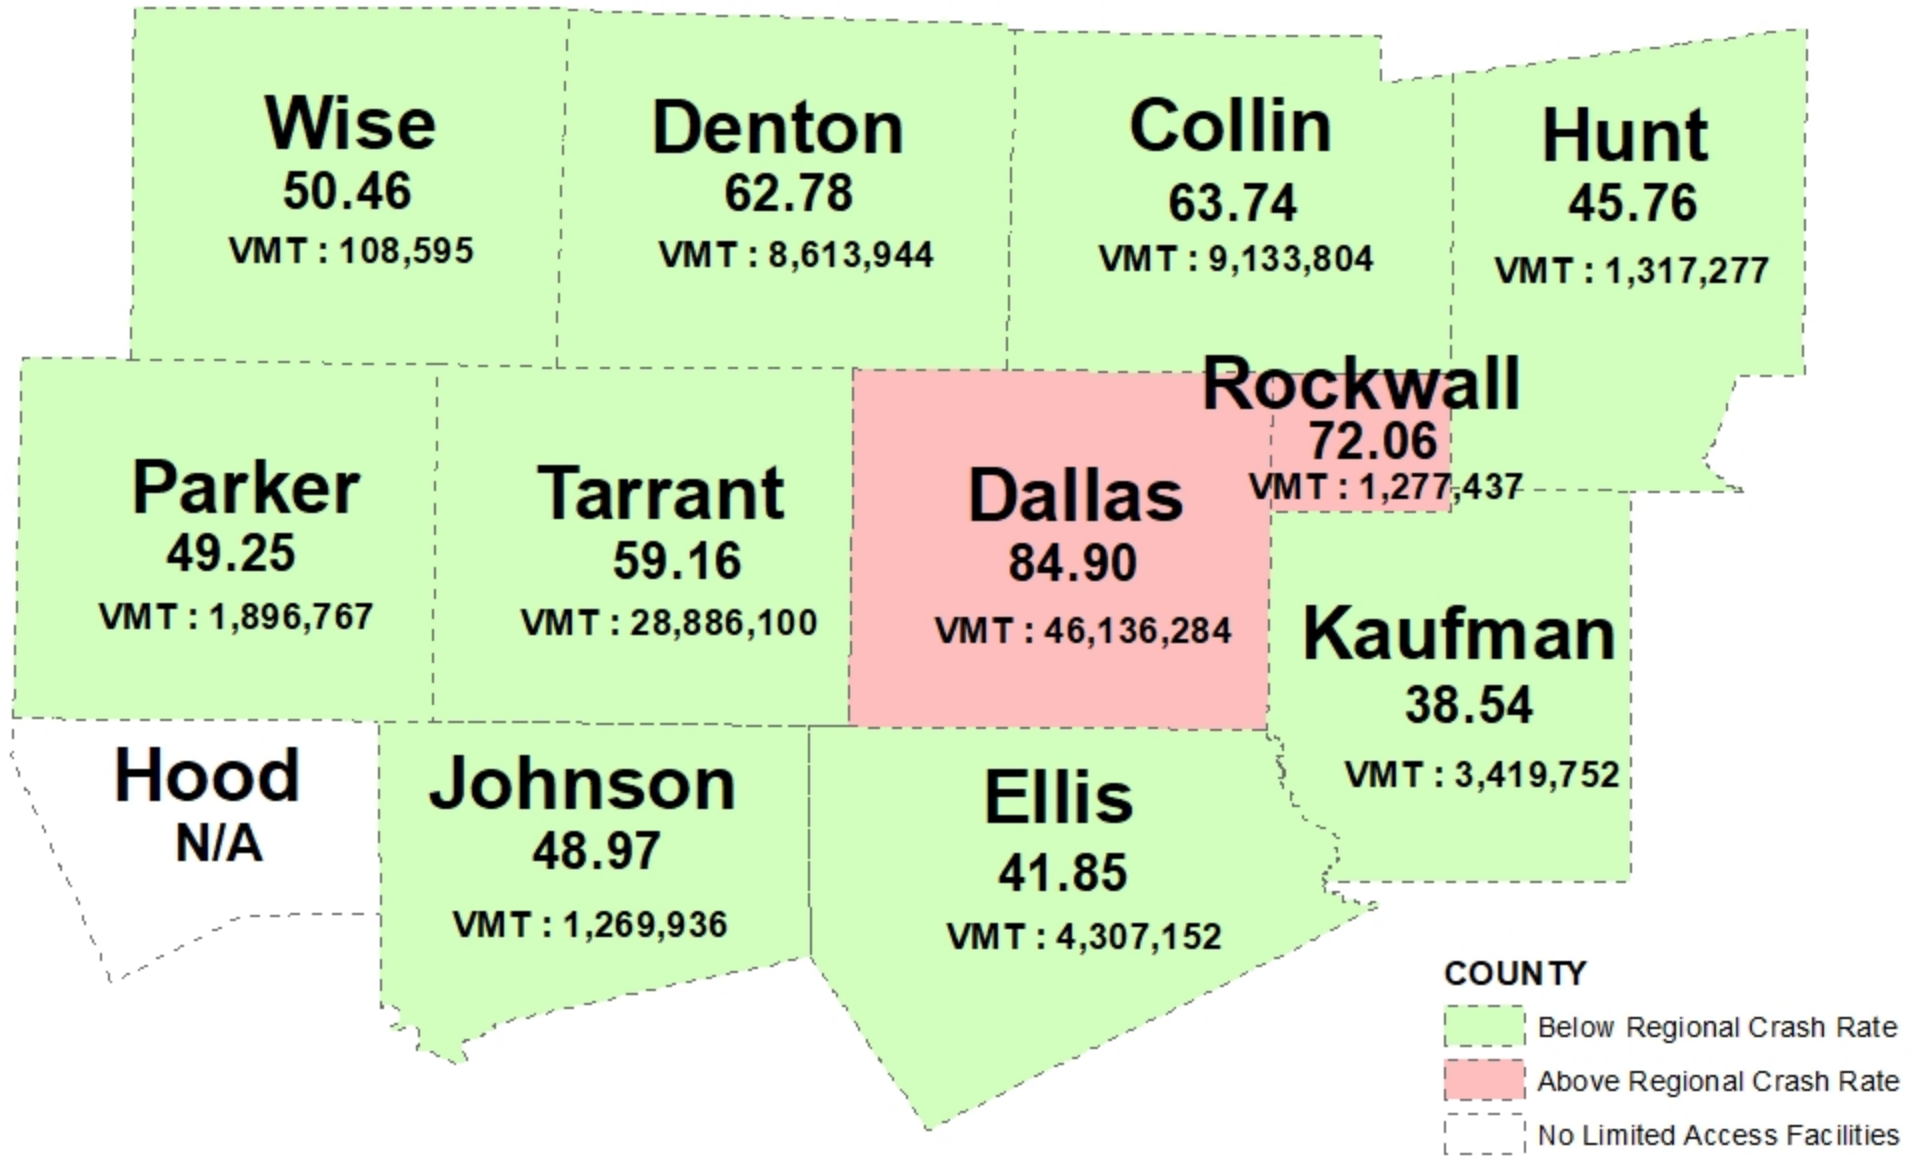 Wise
50.46
VMT : 108,595
Denton
62.78
VMT : 8,613,944
Collin
63.74
VMT : 9,133,804
Hunt
45.76
VMT : 1,317,277
Parker
49.25
VMT : 1,896,767
Tarrant
59.16
VMT : 28,886,100
Dallas
84.90
VMT : 46,136,284
Rockwall
72.06
VMT : 1,277,437
Kaufman
38.54
VMT : 3,419,752
Hood
N/A
Johnson
48.97
VMT : 1,269,936
Ellis
41.85
VMT : 4,307,152
COUNTY
Below Regional Crash Rate
Above Regional Crash Rate
No Limited Access Facilities